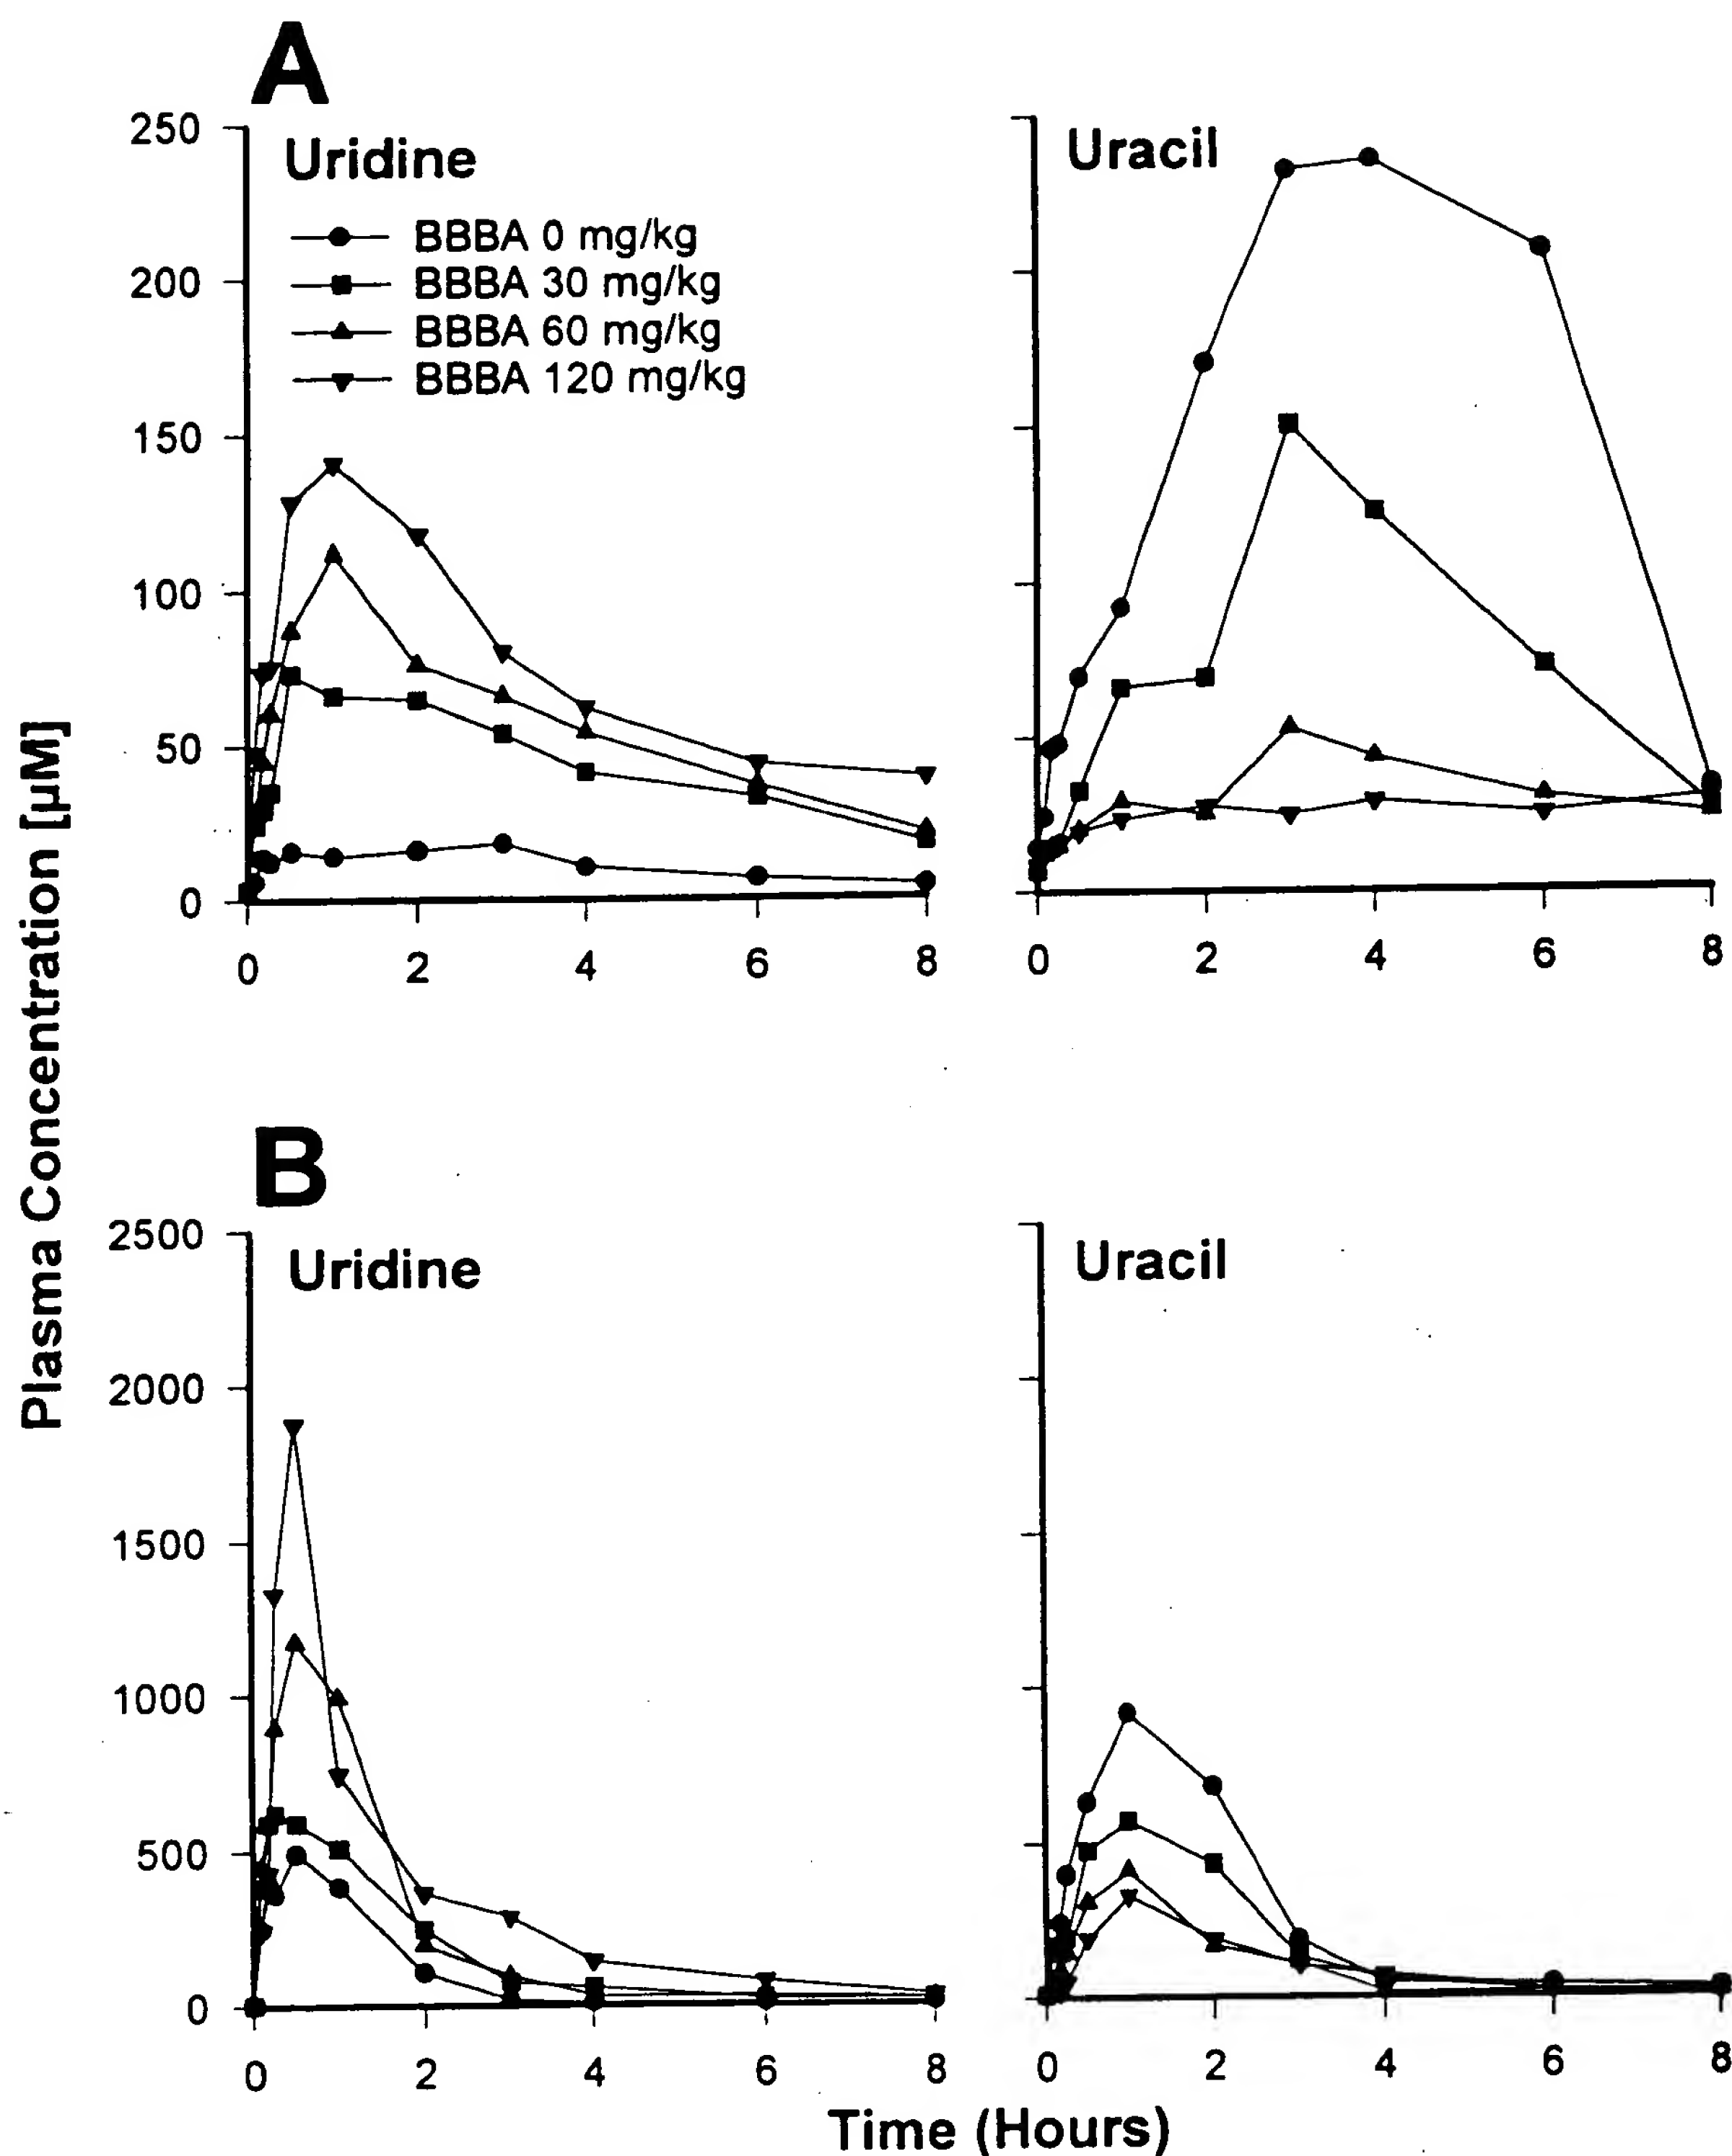 A
Uridine
Uracil
BBBA 0 mg/kg
BBBA 30 mg/kg
BBBA 60 mg/kg
BBBA 120 mg/kg
250
200
150
100
50
0
0 2 4 6 8
0 2 4 6 8
Plasma Concentration [µM]
B
Uridine
Uracil
2500
2000
1500
1000
500
0
0 2 4 6 8
0 2 4 6 8
Time (Hours)